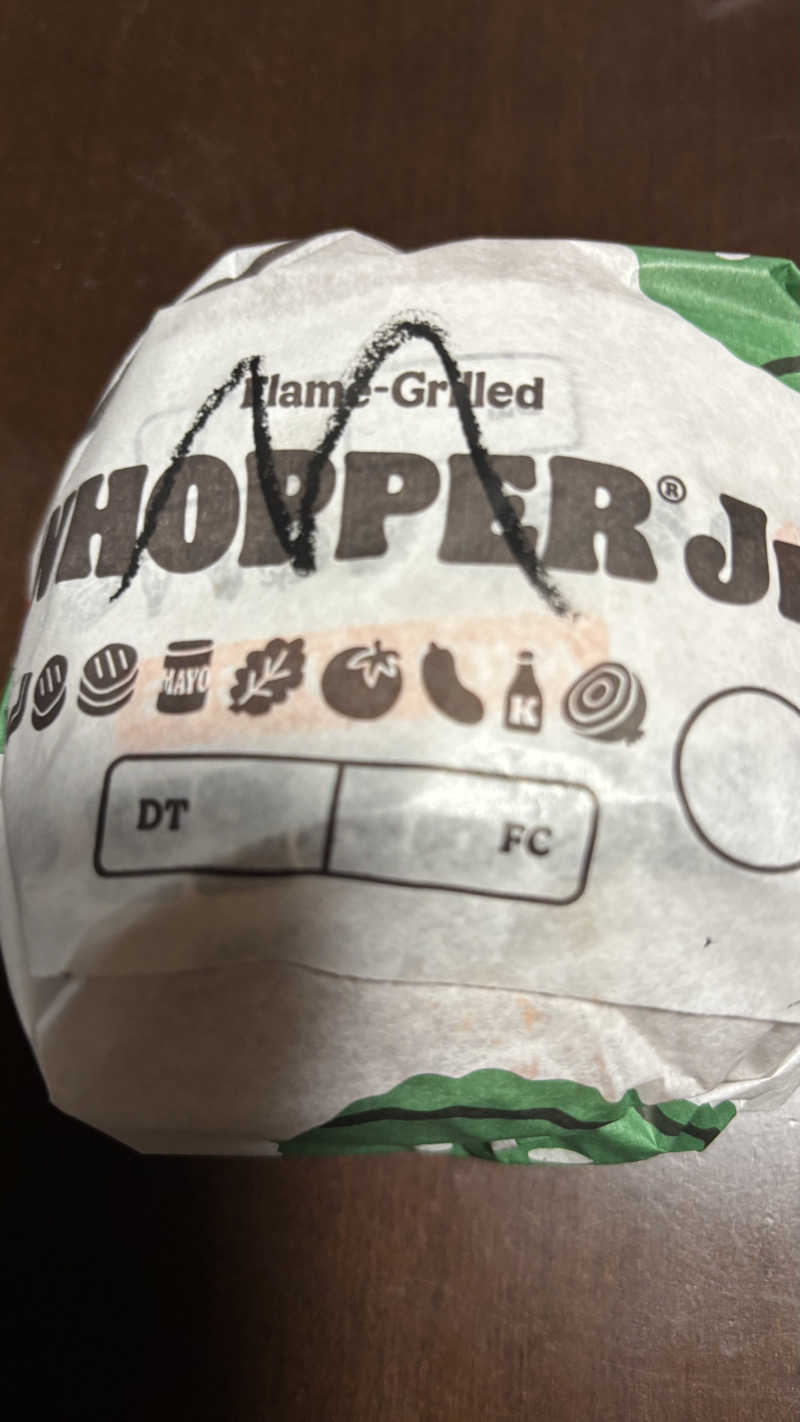 M
Flame-Grilled
WHOPPER® Jr
MAYO
K
DT FC